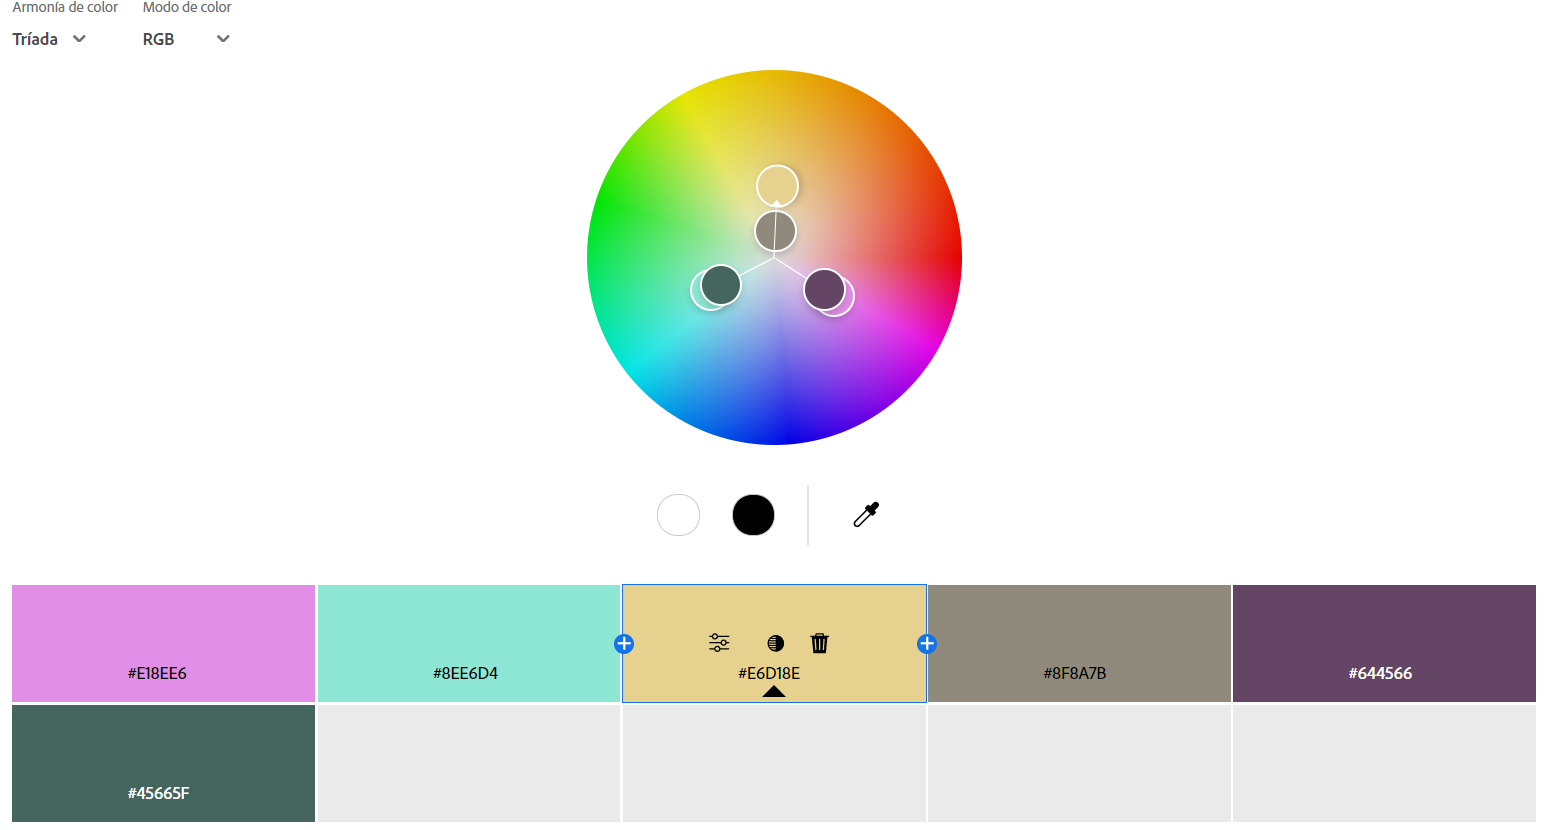 Armonía de color Modo de color
Tríada RGB
#E18EE6 #8EE6D4 #E6D18E #8F8A7B #644566
#45665F